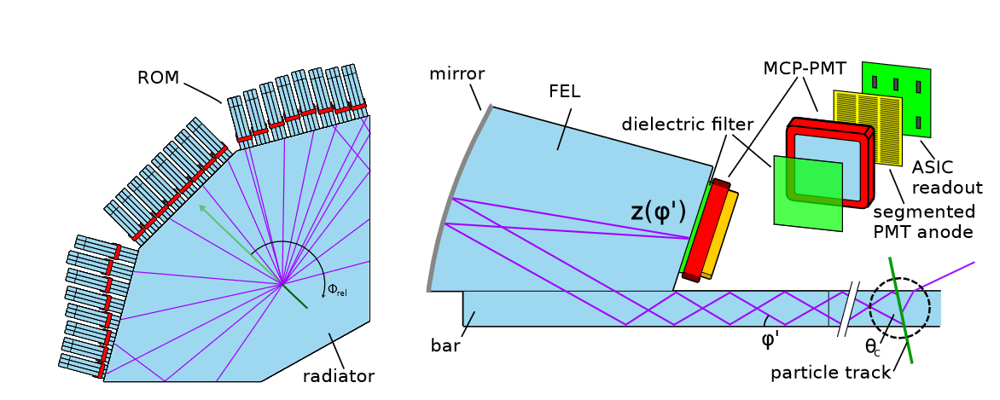 ROM
Φrel
radiator
mirror
FEL
MCP-PMT
dielectric filter
z(φ')
ASIC
readout
segmented
PMT anode
bar
φ'
θc
particle track